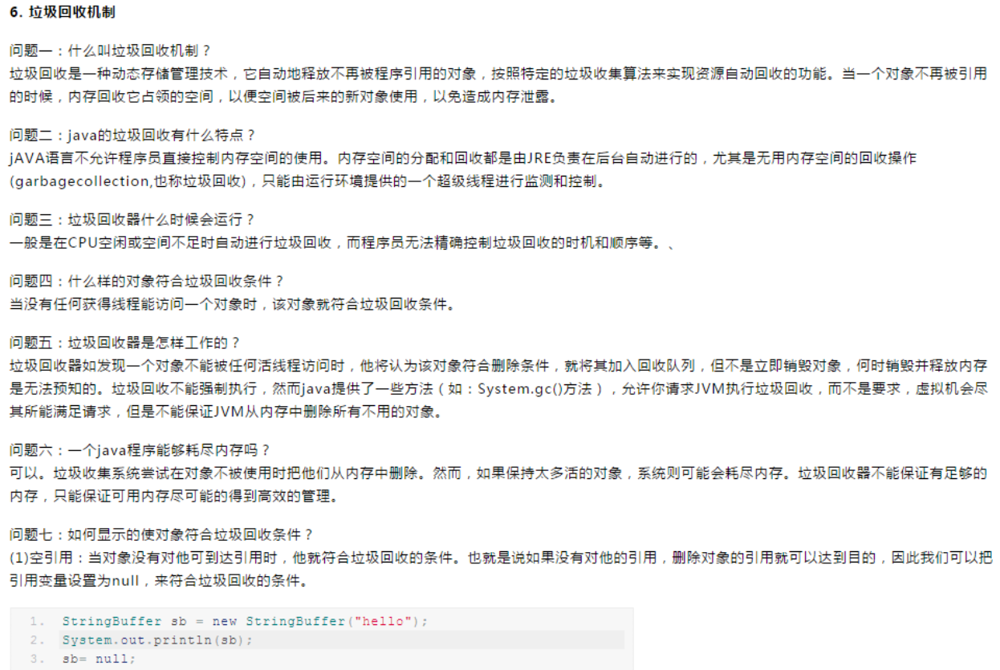 6. 垃圾回收机制
问题一：什么叫垃圾回收机制？
垃圾回收是一种动态存储管理技术，它自动地释放不再被程序引用的对象，按照特定的垃圾收集算法来实现资源自动回收的功能。当一个对象不再被引用
的时候，内存回收它占领的空间，以便空间被后来的新对象使用，以免造成内存泄露。
问题二：java的垃圾回收有什么特点？
jAVA语言不允许程序员直接控制内存空间的使用。内存空间的分配和回收都是由JRE负责在后台自动进行的，尤其是无用内存空间的回收操作
(garbagecollection,也称垃圾回收)，只能由运行环境提供的一个超级线程进行监测和控制。
问题三：垃圾回收器什么时候会运行？
一般是在CPU空闲或空间不足时自动进行垃圾回收，而程序员无法精确控制垃圾回收的时机和顺序等。、
问题四：什么样的对象符合垃圾回收条件？
当没有任何获得线程能访问一个对象时，该对象就符合垃圾回收条件。
问题五：垃圾回收器是怎样工作的？
垃圾回收器如发现一个对象不能被任何活线程访问时，他将认为该对象符合删除条件，就将其加入回收队列，但不是立即销毁对象，何时销毁并释放内存
是无法预知的。垃圾回收不能强制执行，然而java提供了一些方法（如：System.gc()方法），允许你请求JVM执行垃圾回收，而不是要求，虚拟机会尽
其所能满足请求，但是不能保证JVM从内存中删除所有不用的对象。
问题六：一个java程序能够耗尽内存吗？
可以。垃圾收集系统尝试在对象不被使用时把他们从内存中删除。然而，如果保持太多活的对象，系统则可能会耗尽内存。垃圾回收器不能保证有足够的
内存，只能保证可用内存尽可能的得到高效的管理。
问题七：如何显示的使对象符合垃圾回收条件？
(1)空引用：当对象没有对他可到达引用时，他就符合垃圾回收的条件。也就是说如果没有对他的引用，删除对象的引用就可以达到目的，因此我们可以把
引用变量设置为null，来符合垃圾回收的条件。
1. StringBuffer sb = new StringBuffer("hello");
2. System.out.println(sb);
3. sb= null;